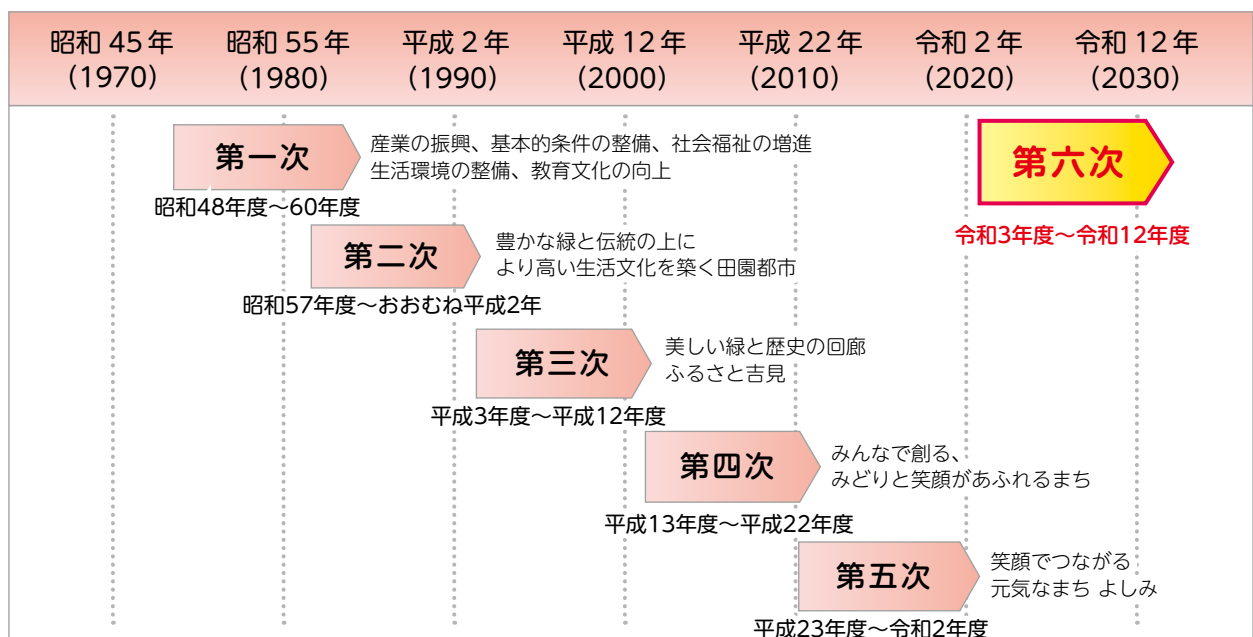 昭和 45 年 昭和 55 年 平成 2 年 平成 12 年 平成 22 年 令和 2 年 令和 12 年
(1970) (1980) (1990) (2000) (2010) (2020) (2030)
第一次
産業の振興、基本的条件の整備、社会福祉の増進
生活環境の整備、教育文化の向上
昭和48年度～60年度
第六次
令和3年度～令和12年度
第二次
豊かな緑と伝統の上に
より高い生活文化を築く田園都市
昭和57年度～おおむね平成2年
第三次
美しい緑と歴史の回廊
ふるさと吉見
平成3年度～平成12年度
第四次
みんなで創る、
みどりと笑顔があふれるまち
平成13年度～平成22年度
第五次
笑顔でつながる
元気なまち よしみ
平成23年度～令和2年度